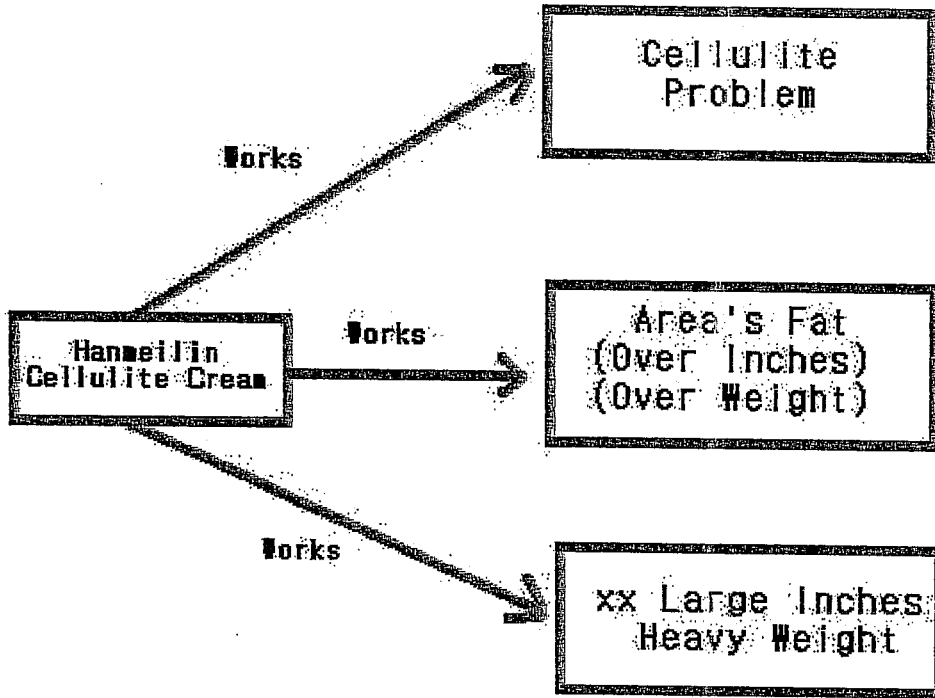 Cellulite
Problem
Works
Hanmeilin
Cellulite Cream
Works
Area's Fat
(Over Inches)
(Over Weight)
Works
xx Large Inches
Heavy Weight